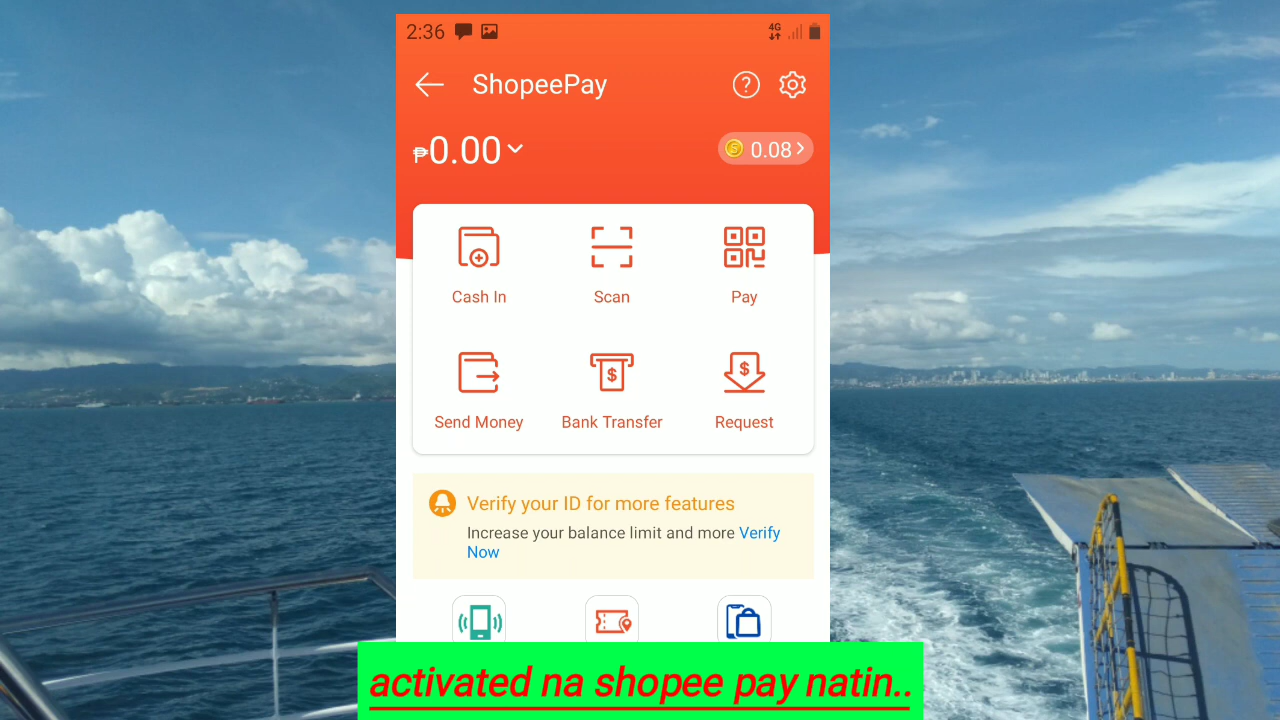 2:36
4G
ShopeePay
₱0.00
0.08
Cash In
Scan
Pay
Send Money
Bank Transfer
Request
Verify your ID for more features
Increase your balance limit and more Verify
Now
activated na shopee pay natin..